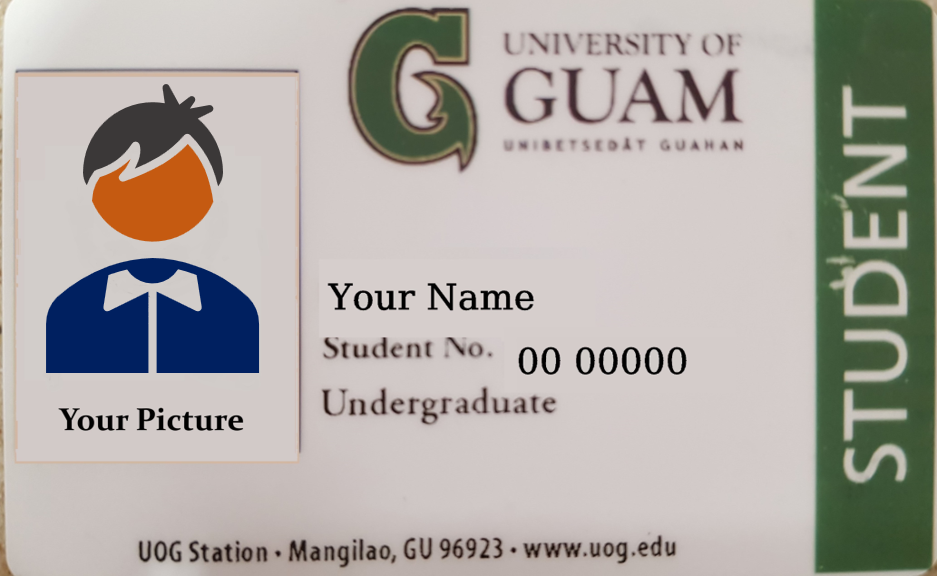 UNIVERSITY OF
GUAM
UNIBETSEDÅT GUAHAN
Your Name
Student No. 00 00000
Undergraduate
Your Picture
UOG Station • Mangilao, GU 96923 • www.uog.edu
STUDENT